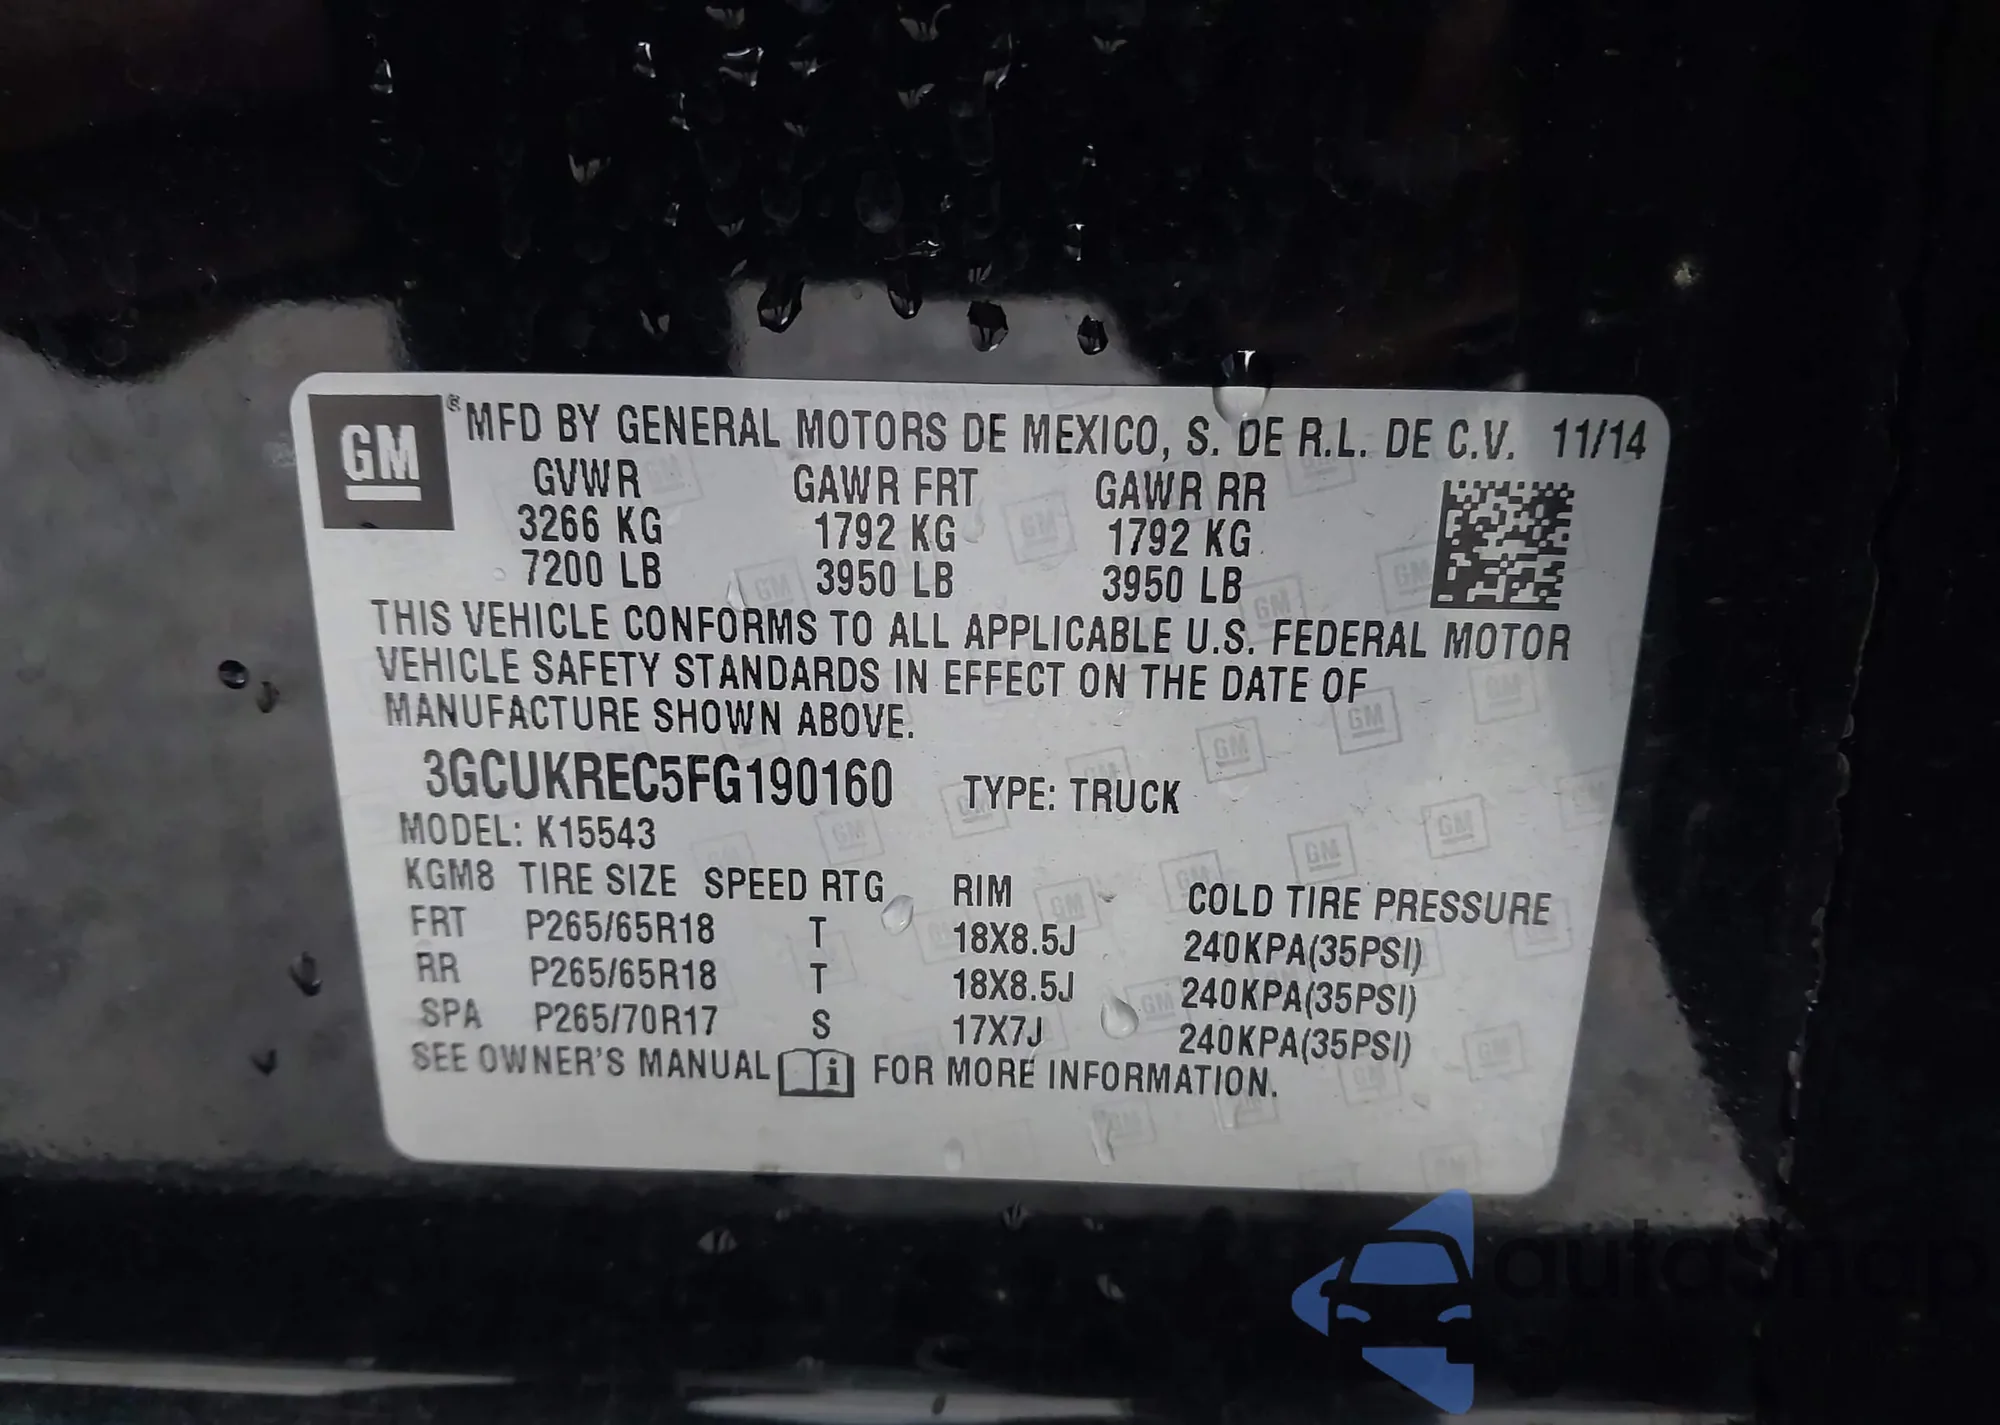 GM
®MFD BY GENERAL MOTORS DE MEXICO, S. DE R.L. DE C.V. 11/14
GVWR GAWR FRT GAWR RR
3266 KG 1792 KG 1792 KG
7200 LB 3950 LB 3950 LB
THIS VEHICLE CONFORMS TO ALL APPLICABLE U.S. FEDERAL MOTOR
VEHICLE SAFETY STANDARDS IN EFFECT ON THE DATE OF
MANUFACTURE SHOWN ABOVE.
3GCUKREC5FG190160 TYPE: TRUCK
MODEL: K15543
KGM8 TIRE SIZE SPEED RTG RIM COLD TIRE PRESSURE
FRT P265/65R18 T 18X8.5J 240KPA(35PSI)
RR P265/65R18 T 18X8.5J 240KPA(35PSI)
SPA P265/70R17 S 17X7J 240KPA(35PSI)
SEE OWNER'S MANUAL i FOR MORE INFORMATION.
autoSnap